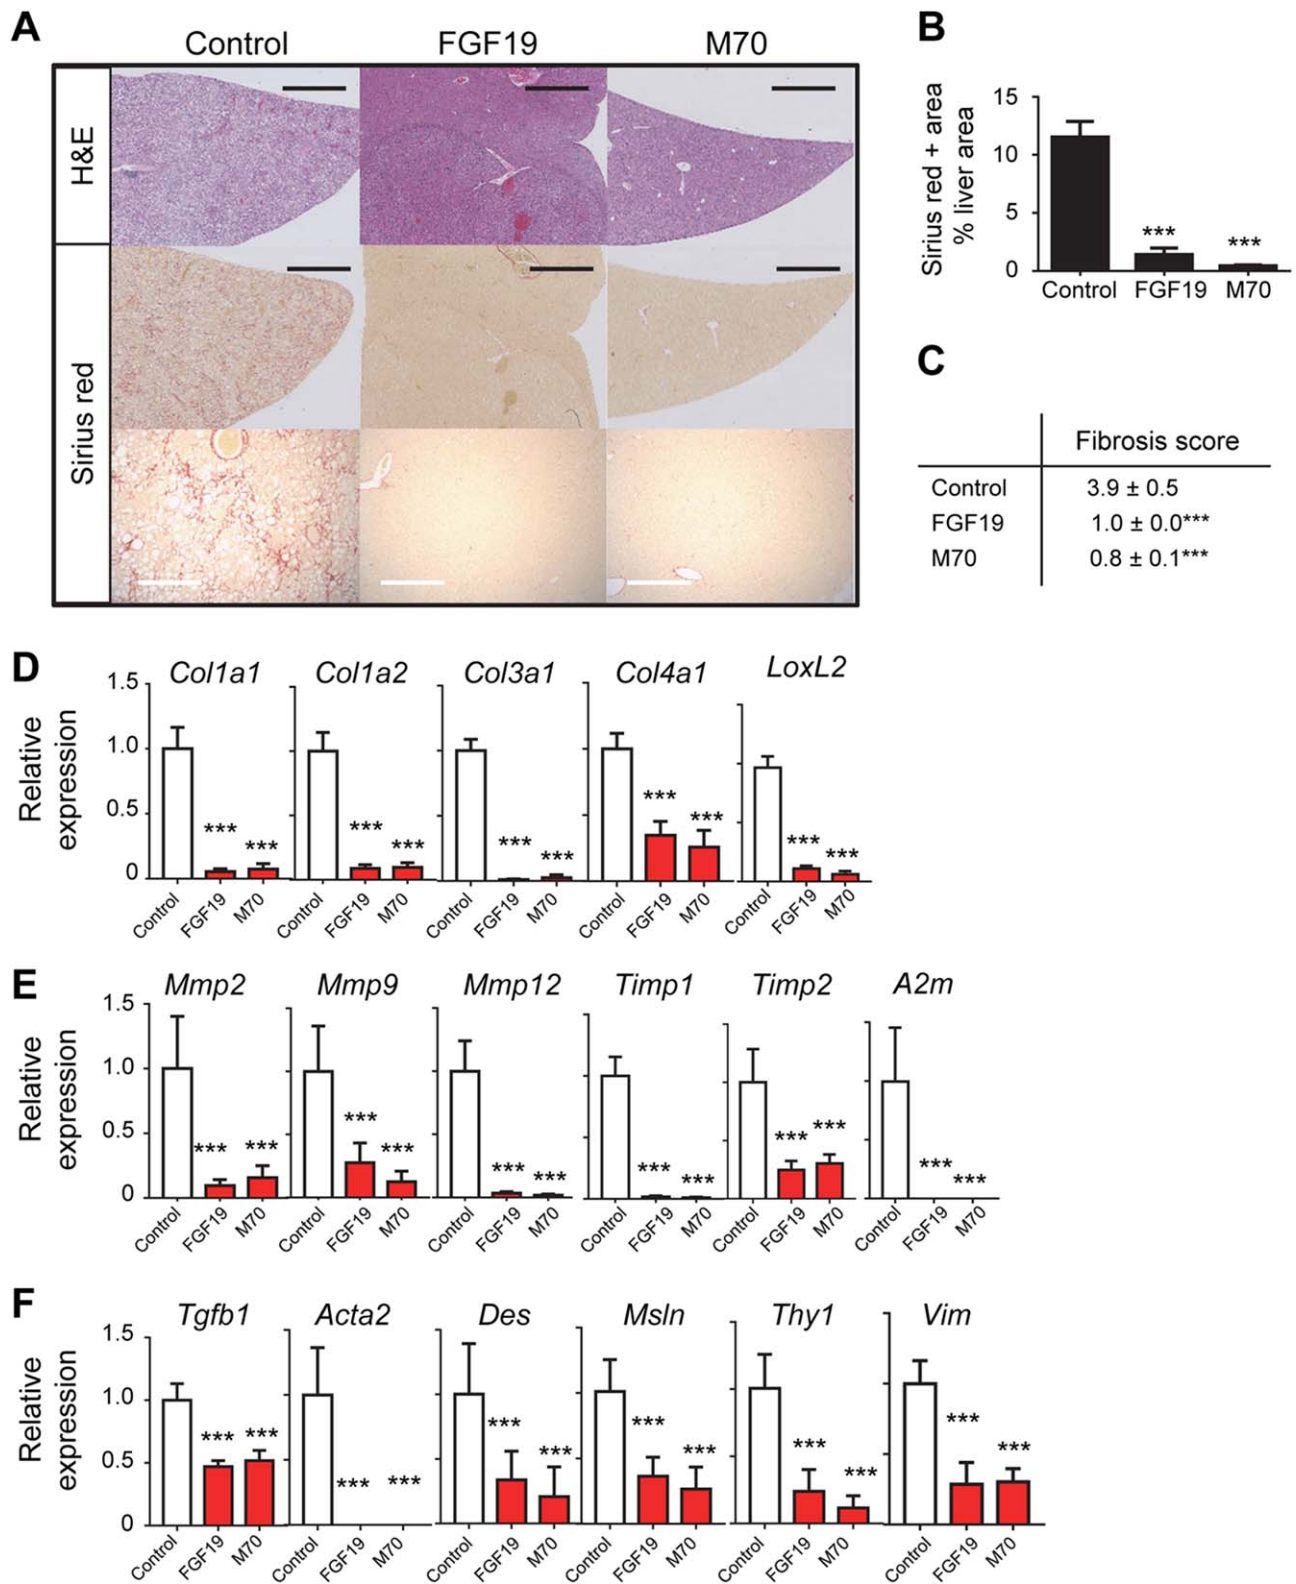 A
Control FGF19 M70
H&E
Sirius red
B
Sirius red + area
% liver area
15
10
5
0
***
***
Control FGF19 M70
C
Fibrosis score
Control 3.9 ± 0.5
FGF19 1.0 ± 0.0***
M70 0.8 ± 0.1***
D
Col1a1 Col1a2 Col3a1 Col4a1 LoxL2
Relative
expression
1.5
1.0
0.5
0
*** *** *** *** *** *** *** *** *** ***
Control FGF19 M70 Control FGF19 M70 Control FGF19 M70 Control FGF19 M70 Control FGF19 M70
E
Mmp2 Mmp9 Mmp12 Timp1 Timp2 A2m
Relative
expression
1.5
1.0
0.5
0
*** *** *** *** *** *** *** *** *** *** *** ***
Control FGF19 M70 Control FGF19 M70 Control FGF19 M70 Control FGF19 M70 Control FGF19 M70 Control FGF19 M70
F
Tgfb1 Acta2 Des Msln Thy1 Vim
Relative
expression
1.5
1.0
0.5
0
*** *** *** *** *** *** *** *** *** *** *** ***
Control FGF19 M70 Control FGF19 M70 Control FGF19 M70 Control FGF19 M70 Control FGF19 M70 Control FGF19 M70